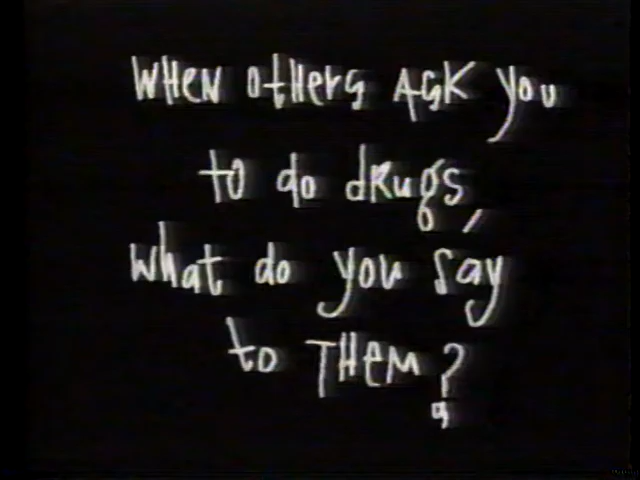 WHEN OTHERS ASK YOU
to do dRugs,
what do you say
to THEM?